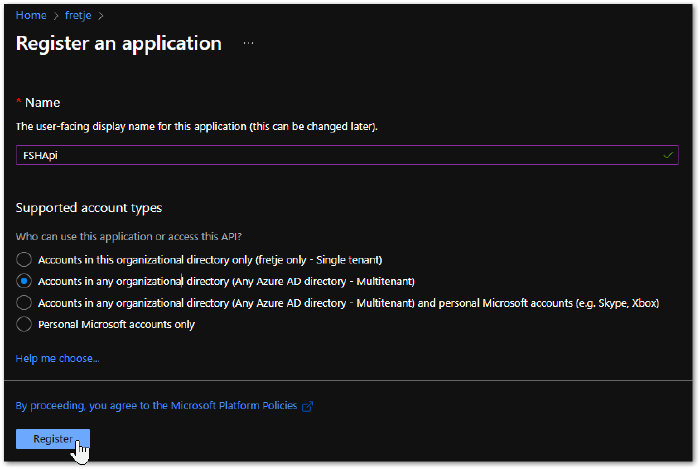 Home > fretje >
Register an application ...
* Name
The user-facing display name for this application (this can be changed later).
FSHApi
Supported account types
Who can use this application or access this API?
Accounts in this organizational directory only (fretje only - Single tenant)
Accounts in any organizational directory (Any Azure AD directory - Multitenant)
Accounts in any organizational directory (Any Azure AD directory - Multitenant) and personal Microsoft accounts (e.g. Skype, Xbox)
Personal Microsoft accounts only
Help me choose...
By proceeding, you agree to the Microsoft Platform Policies
Register